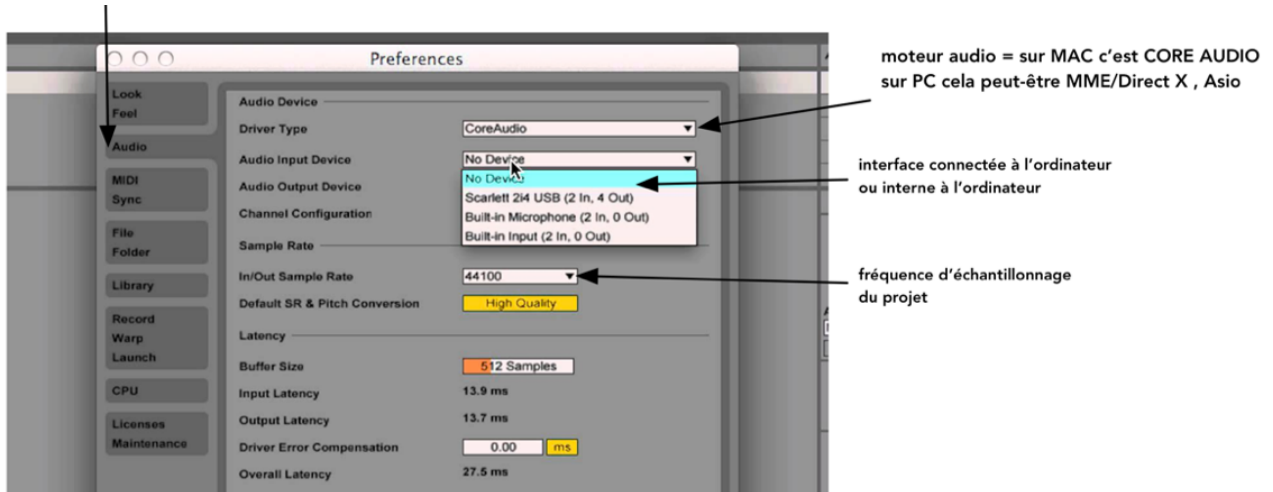 Preferences
moteur audio = sur MAC c'est CORE AUDIO
sur PC cela peut-être MME/Direct X , Asio
Look
Feel
Audio
MIDI
Sync
File
Folder
Library
Record
Warp
Launch
CPU
Licenses
Maintenance
Audio Device
Driver Type CoreAudio
Audio Input Device No Device
No Device
Audio Output Device
Scarlett 2i4 USB (2 In, 4 Out)
Channel Configuration
Built-in Microphone (2 In, 0 Out)
Built-in Input (2 In, 0 Out)
interface connectée à l'ordinateur
ou interne à l'ordinateur
Sample Rate
In/Out Sample Rate 44100
fréquence d'échantillonnage
du projet
Default SR & Pitch Conversion High Quality
Latency
Buffer Size 512 Samples
Input Latency 13.9 ms
Output Latency 13.7 ms
Driver Error Compensation 0.00 ms
Overall Latency 27.5 ms